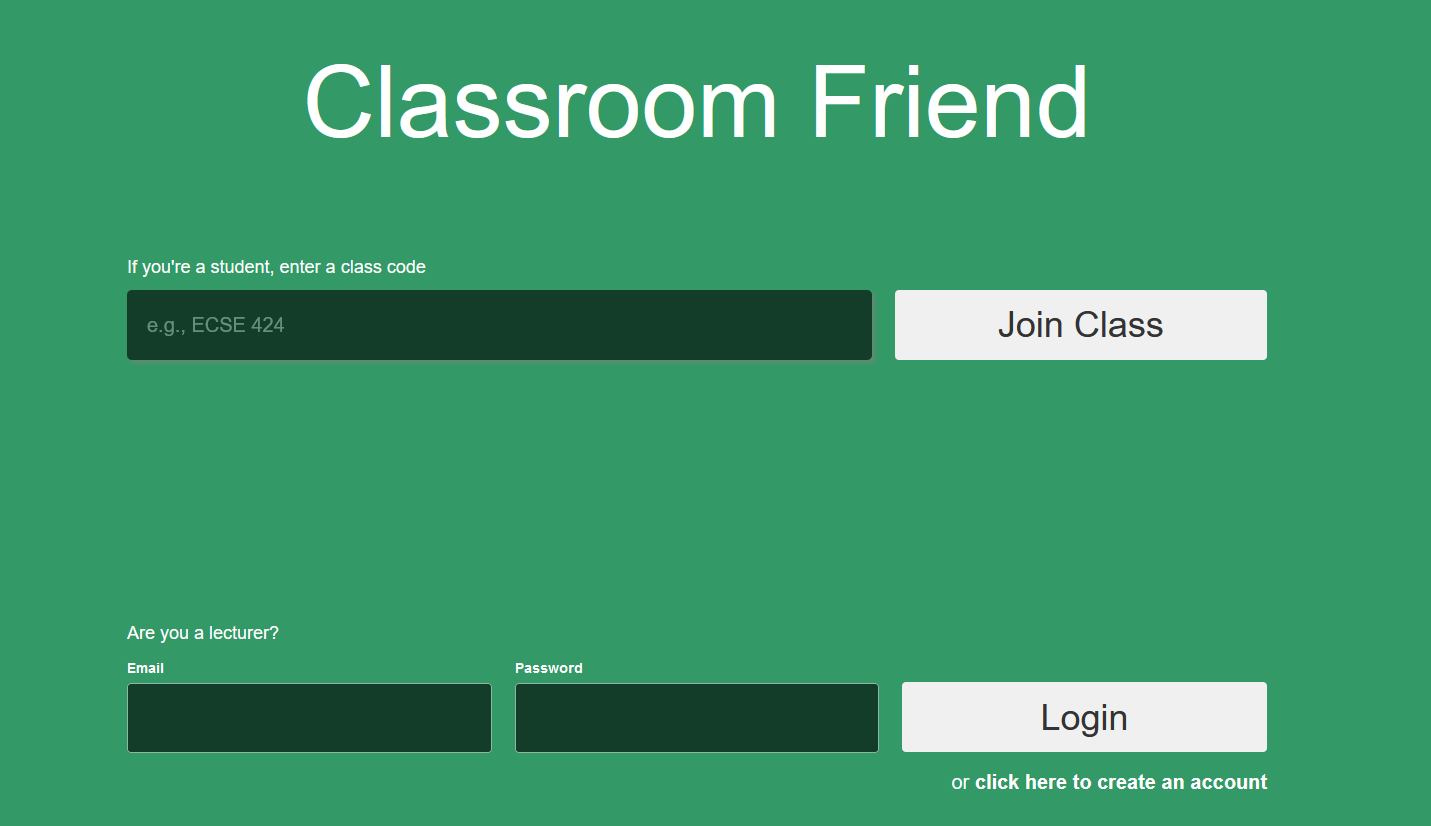 Classroom Friend
If you're a student, enter a class code
e.g., ECSE 424
Join Class
Are you a lecturer?
Email
Password
Login
or click here to create an account